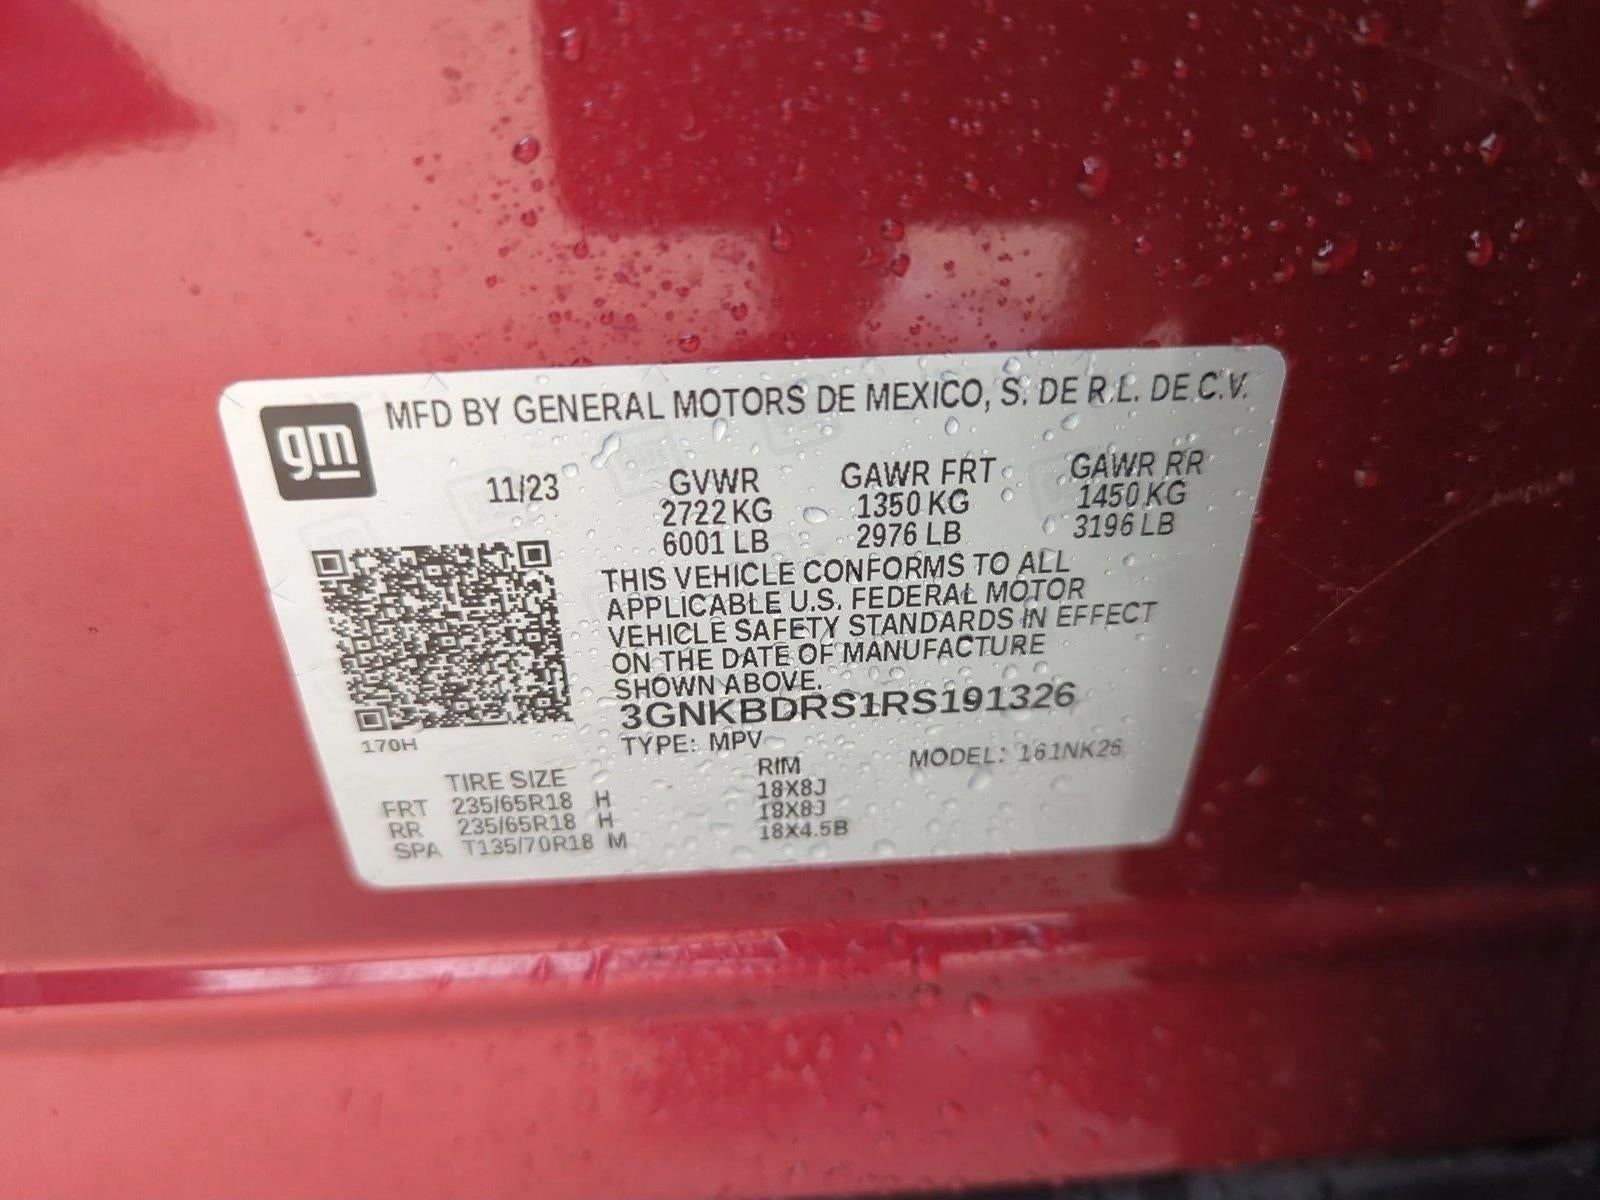 gm
MFD BY GENERAL MOTORS DE MEXICO, S. DE R.L. DE C.V.
11/23 GVWR GAWR FRT GAWR RR
2722 KG 1350 KG 1450 KG
6001 LB 2976 LB 3196 LB
THIS VEHICLE CONFORMS TO ALL
APPLICABLE U.S. FEDERAL MOTOR
VEHICLE SAFETY STANDARDS IN EFFECT
ON THE DATE OF MANUFACTURE
SHOWN ABOVE.
3GNKBDRS1RS191326
170H
TYPE: MPV MODEL: 161NK26
TIRE SIZE RIM
FRT 235/65R18 H 18X8J
RR 235/65R18 H 18X8J
SPA T135/70R18 M 18X4.5B